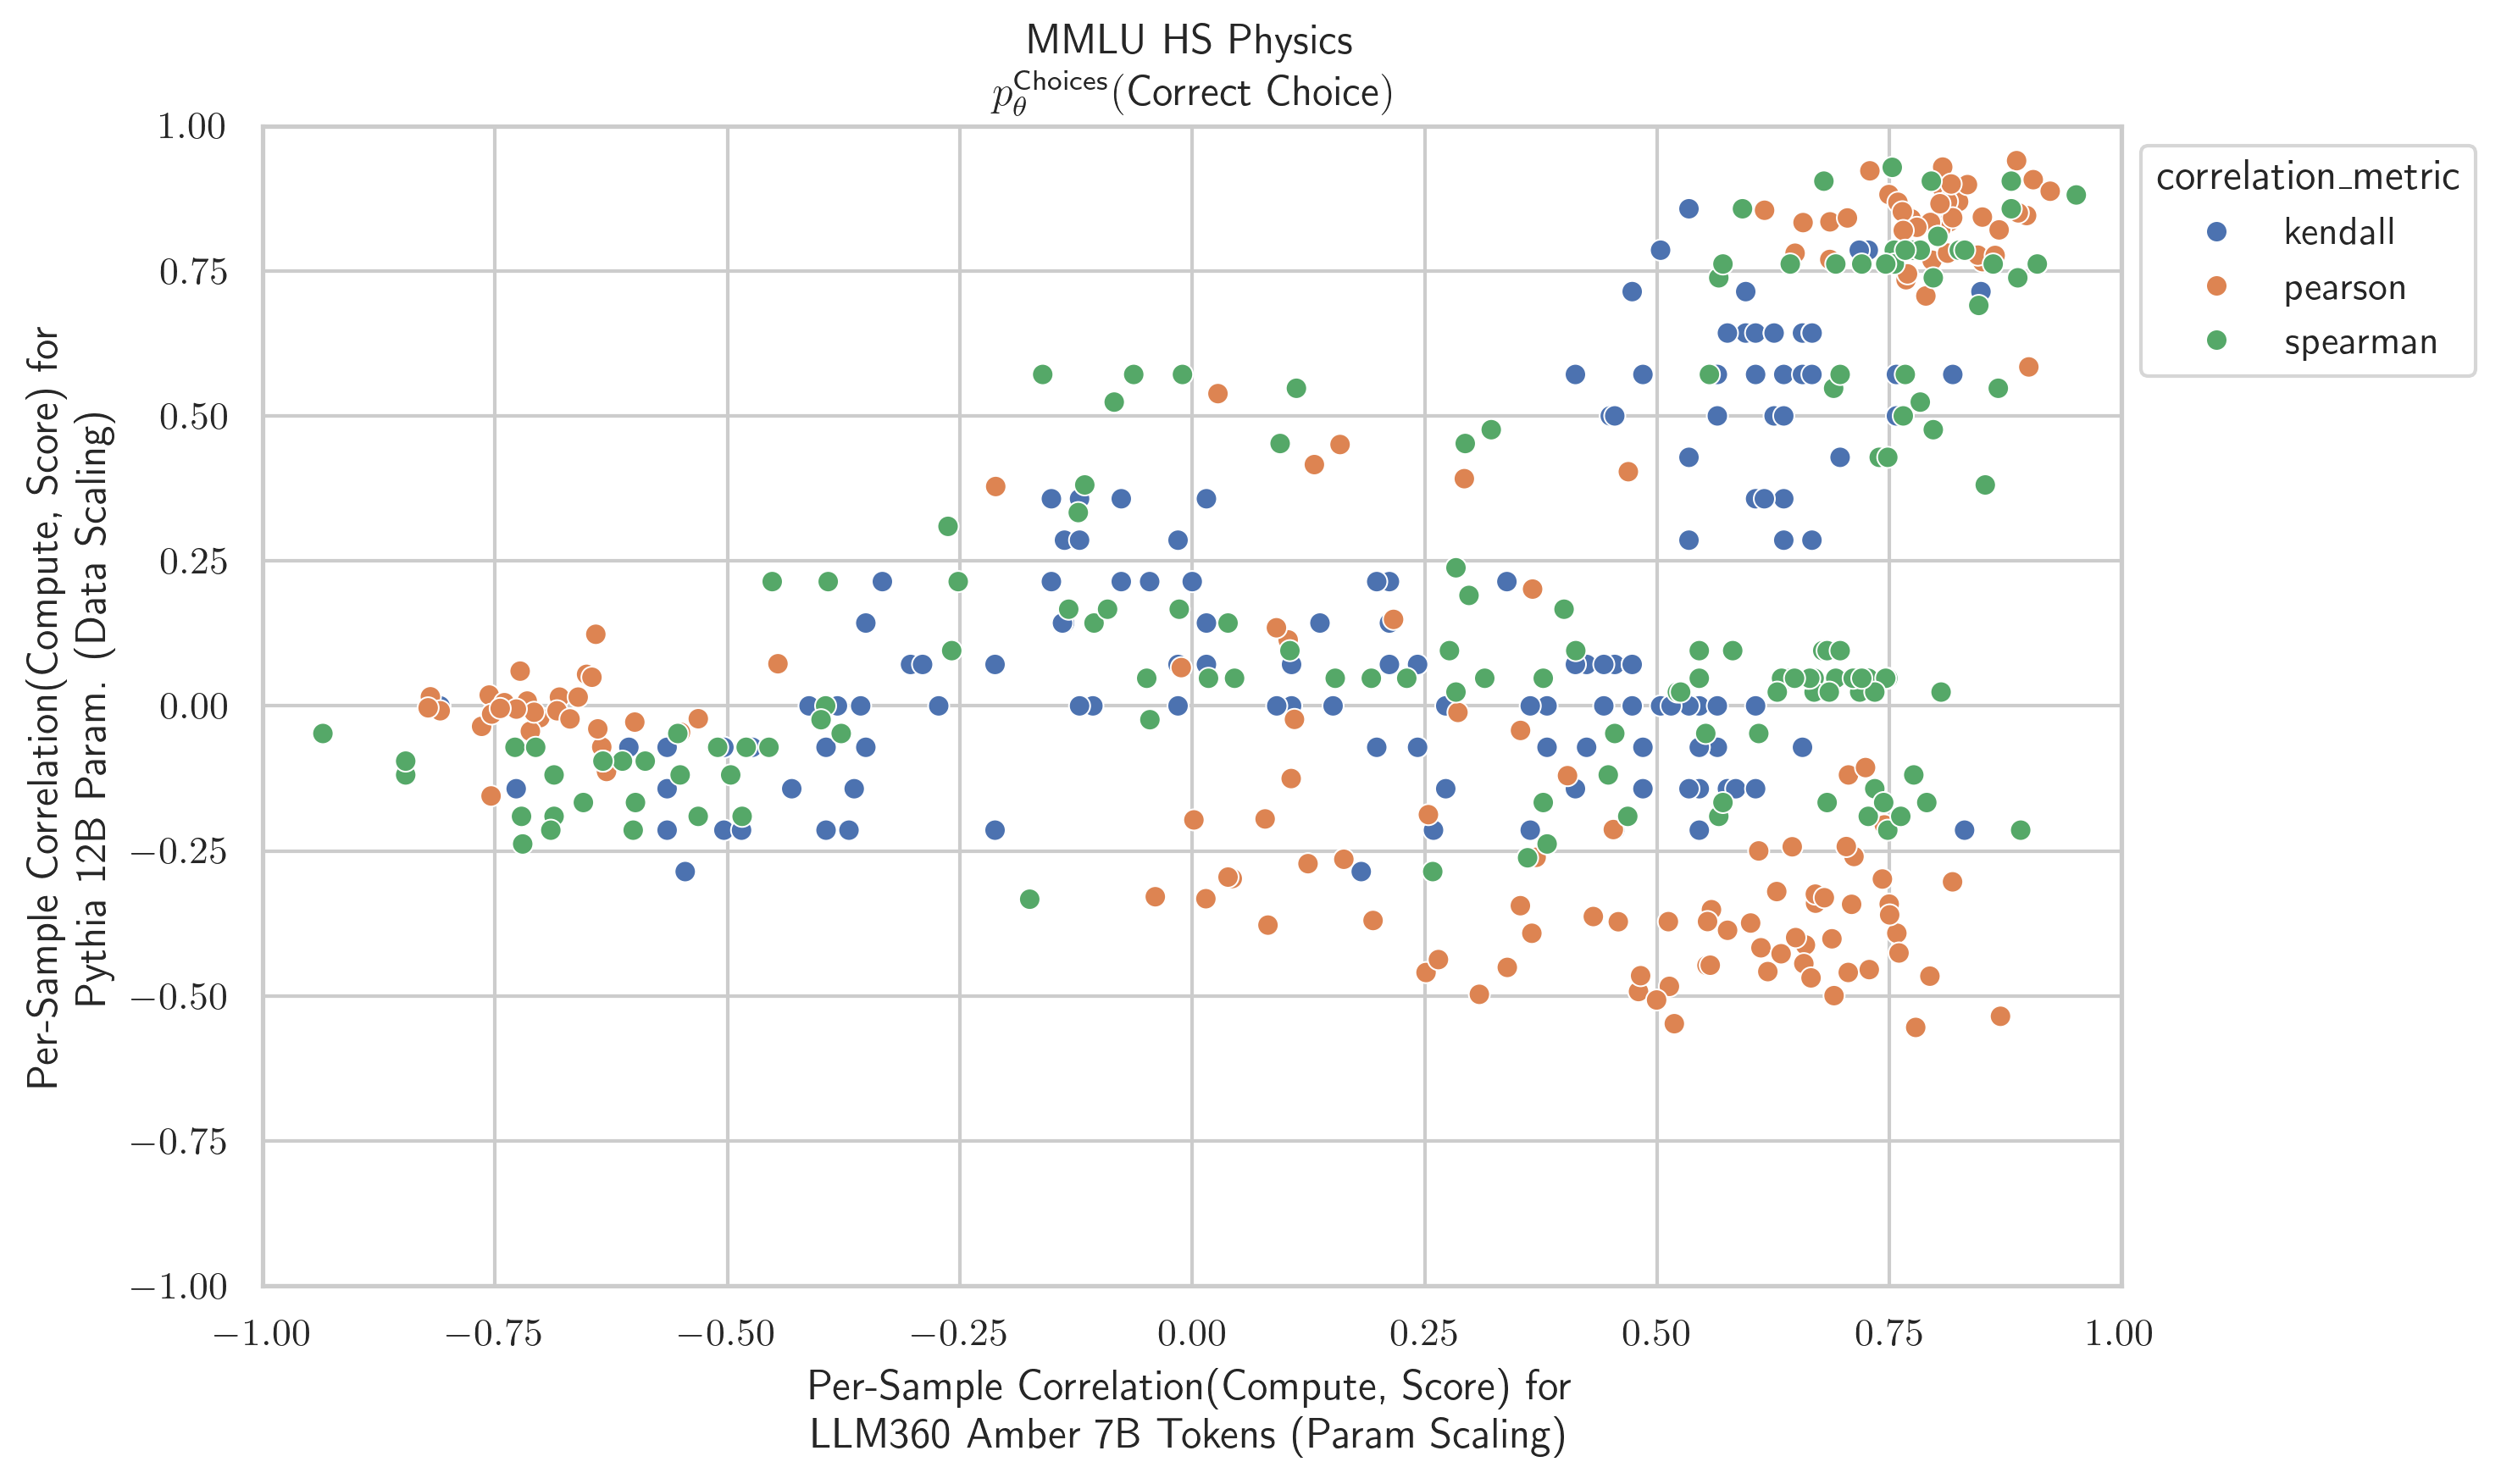 MMLU HS Physics
p_θ^Choices(Correct Choice)
1.00
0.75
0.50
0.25
0.00
−0.25
−0.50
−0.75
−1.00
Per-Sample Correlation(Compute, Score) for
Pythia 12B Param. (Data Scaling)
−1.00
−0.75
−0.50
−0.25
0.00
0.25
0.50
0.75
1.00
Per-Sample Correlation(Compute, Score) for
LLM360 Amber 7B Tokens (Param Scaling)
correlation_metric
kendall
pearson
spearman